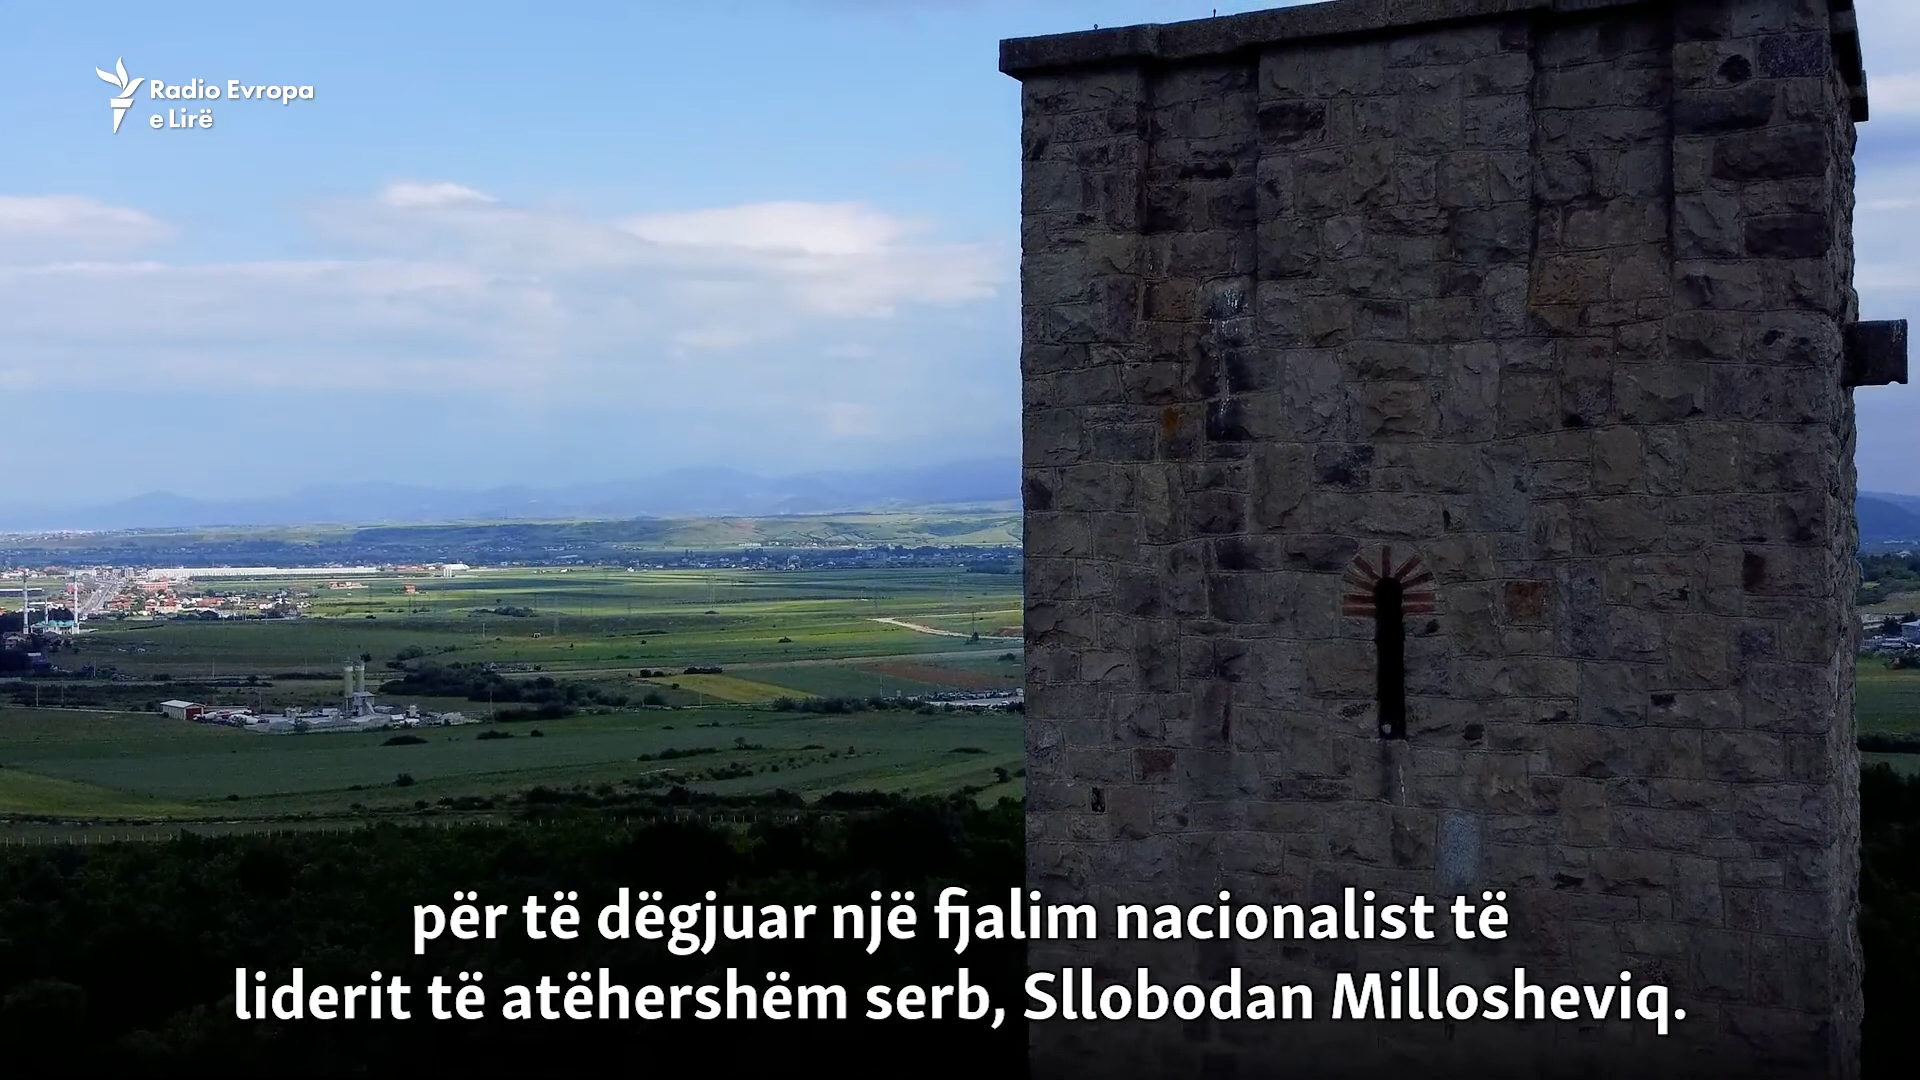 Radio Evropa
e Lirë
për të dëgjuar një fjalim nacionalist të
liderit të atëhershëm serb, Sllobodan Millosheviq.